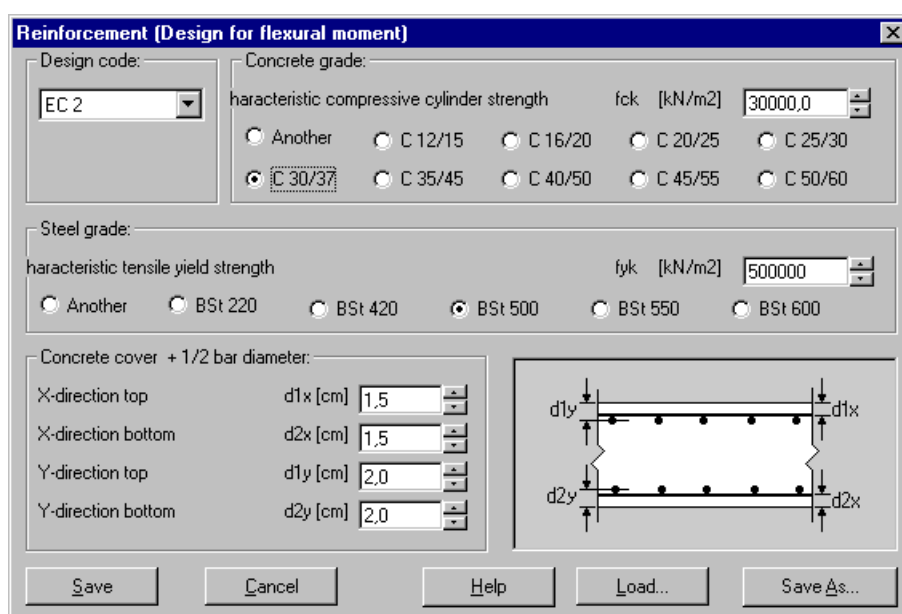 Reinforcement (Design for flexural moment)
Design code:
EC 2
Concrete grade:
haracteristic compressive cylinder strength fck [kN/m2] 30000,0
Another C 12/15 C 16/20 C 20/25 C 25/30
C 30/37 C 35/45 C 40/50 C 45/55 C 50/60
Steel grade:
haracteristic tensile yield strength fyk [kN/m2] 500000
Another BSt 220 BSt 420 BSt 500 BSt 550 BSt 600
Concrete cover + 1/2 bar diameter:
X-direction top d1x [cm] 1,5
X-direction bottom d2x [cm] 1,5
Y-direction top d1y [cm] 2,0
Y-direction bottom d2y [cm] 2,0
d1y d1x
d2y d2x
Save Cancel Help Load... Save As...